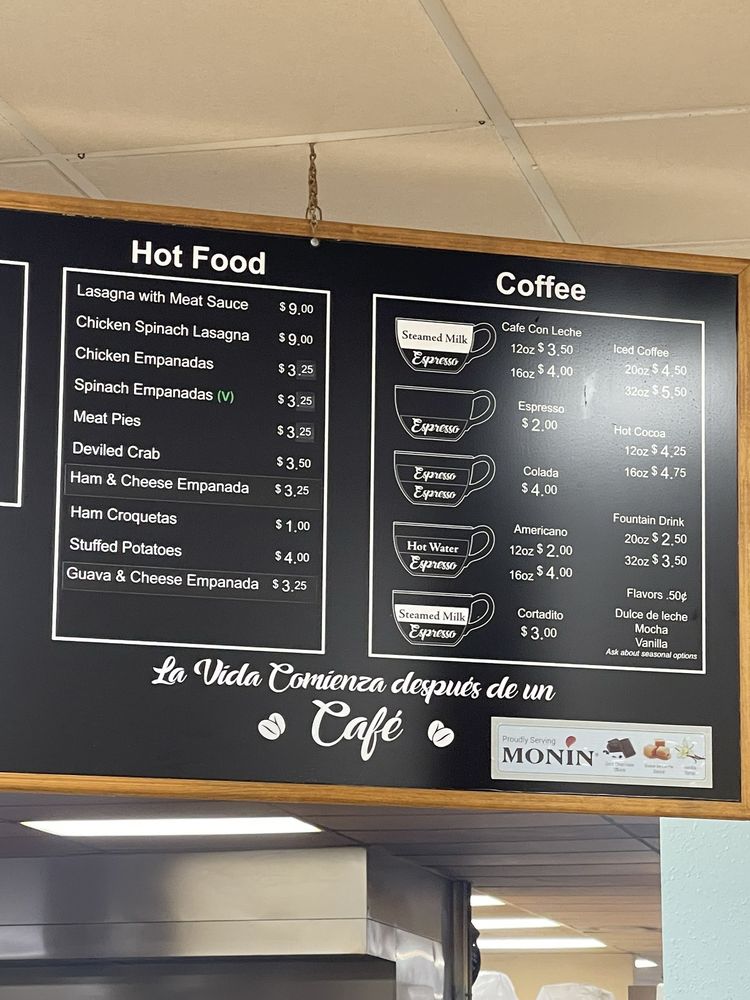 Hot Food
Lasagna with Meat Sauce $9.00
Chicken Spinach Lasagna $9.00
Chicken Empanadas $3.25
Spinach Empanadas (V) $3.25
Meat Pies $3.25
Deviled Crab $3.50
Ham & Cheese Empanada $3.25
Ham Croquetas $1.00
Stuffed Potatoes $4.00
Guava & Cheese Empanada $3.25
Coffee
Steamed Milk
Espresso
Cafe Con Leche
12oz $3.50
16oz $4.00
Espresso
Espresso
$2.00
Espresso
Espresso
Colada
$4.00
Hot Water
Espresso
Americano
12oz $2.00
16oz $4.00
Steamed Milk
Espresso
Cortadito
$3.00
Iced Coffee
20oz $4.50
32oz $5.50
Hot Cocoa
12oz $4.25
16oz $4.75
Fountain Drink
20oz $2.50
32oz $3.50
Flavors .50¢
Dulce de leche
Mocha
Vanilla
Ask about seasonal options
La Vida Comienza después de un
Café
Proudly Serving
MONIN